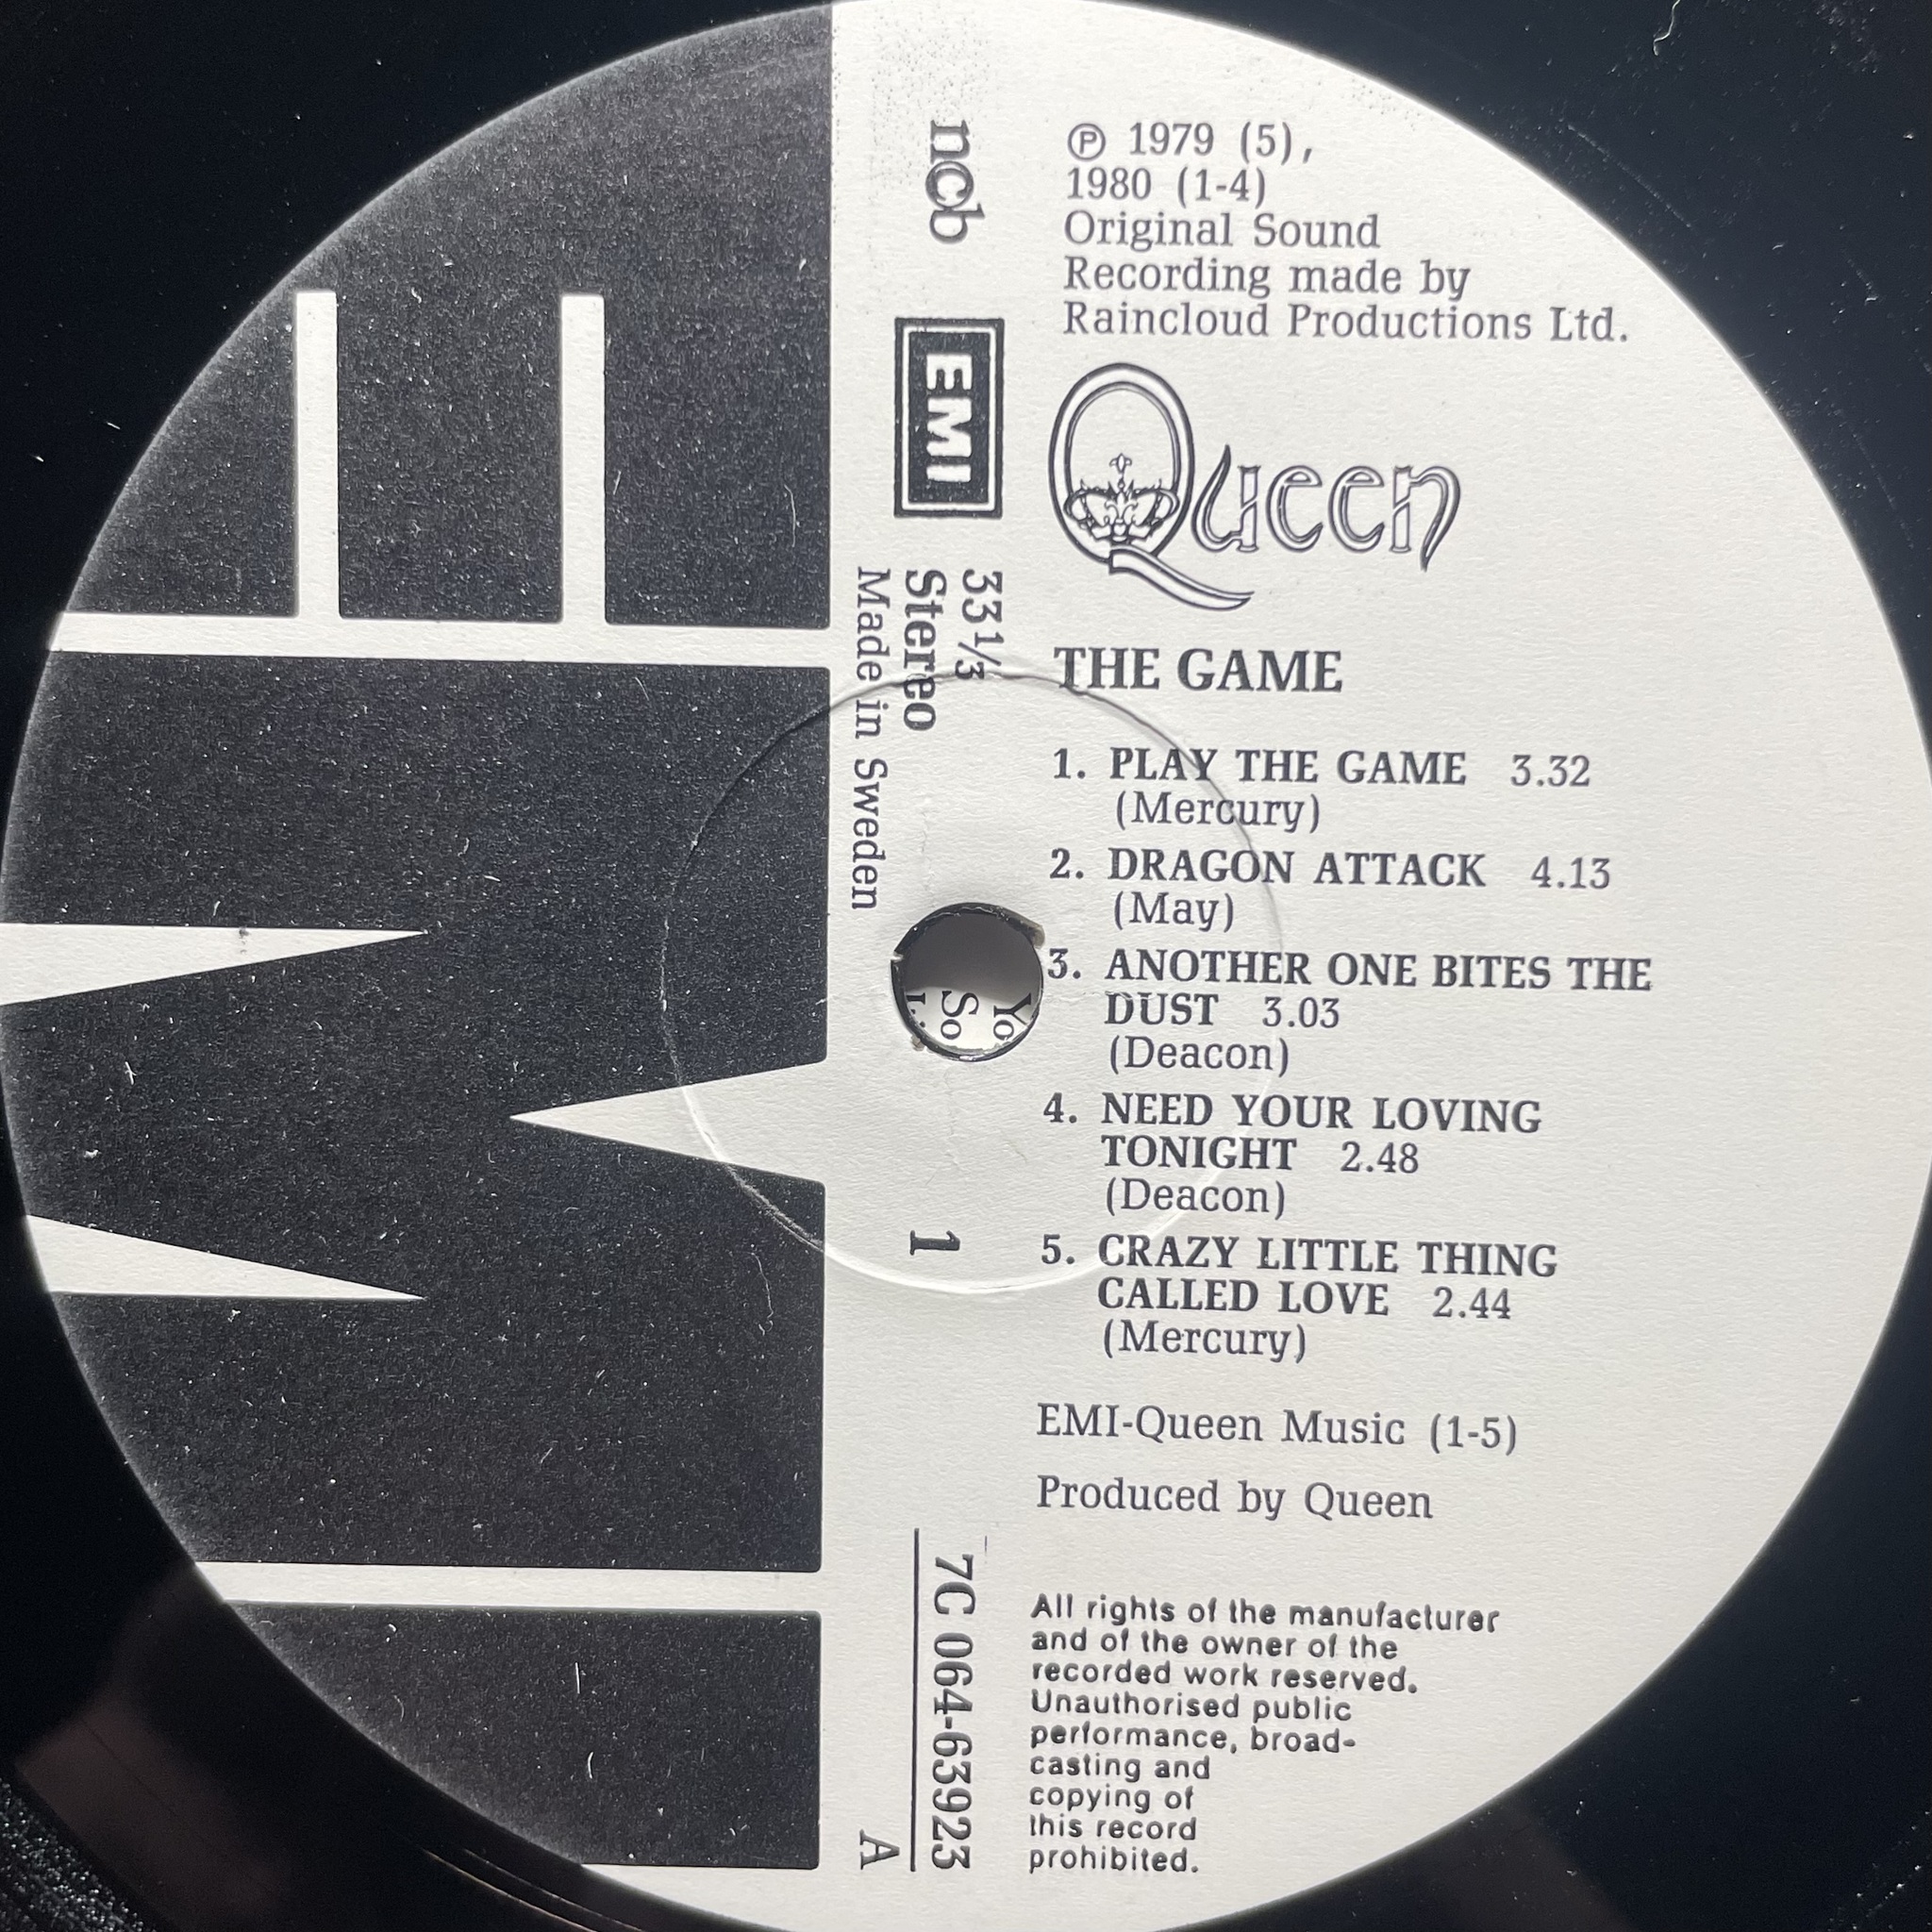 ℗ 1979 (5),
1980 (1-4)
Original Sound
Recording made by
Raincloud Productions Ltd.
Queen
THE GAME
1. PLAY THE GAME 3.32
(Mercury)
2. DRAGON ATTACK 4.13
(May)
3. ANOTHER ONE BITES THE
DUST 3.03
(Deacon)
4. NEED YOUR LOVING
TONIGHT 2.48
(Deacon)
5. CRAZY LITTLE THING
CALLED LOVE 2.44
(Mercury)
EMI-Queen Music (1-5)
Produced by Queen
All rights of the manufacturer
and of the owner of the
recorded work reserved.
Unauthorised public
performance, broad-
casting and
copying of
this record
prohibited.
ncb
EMI
33⅓
Stereo
Made in Sweden
1
7C 064-63923
A
EMI
Yo
So